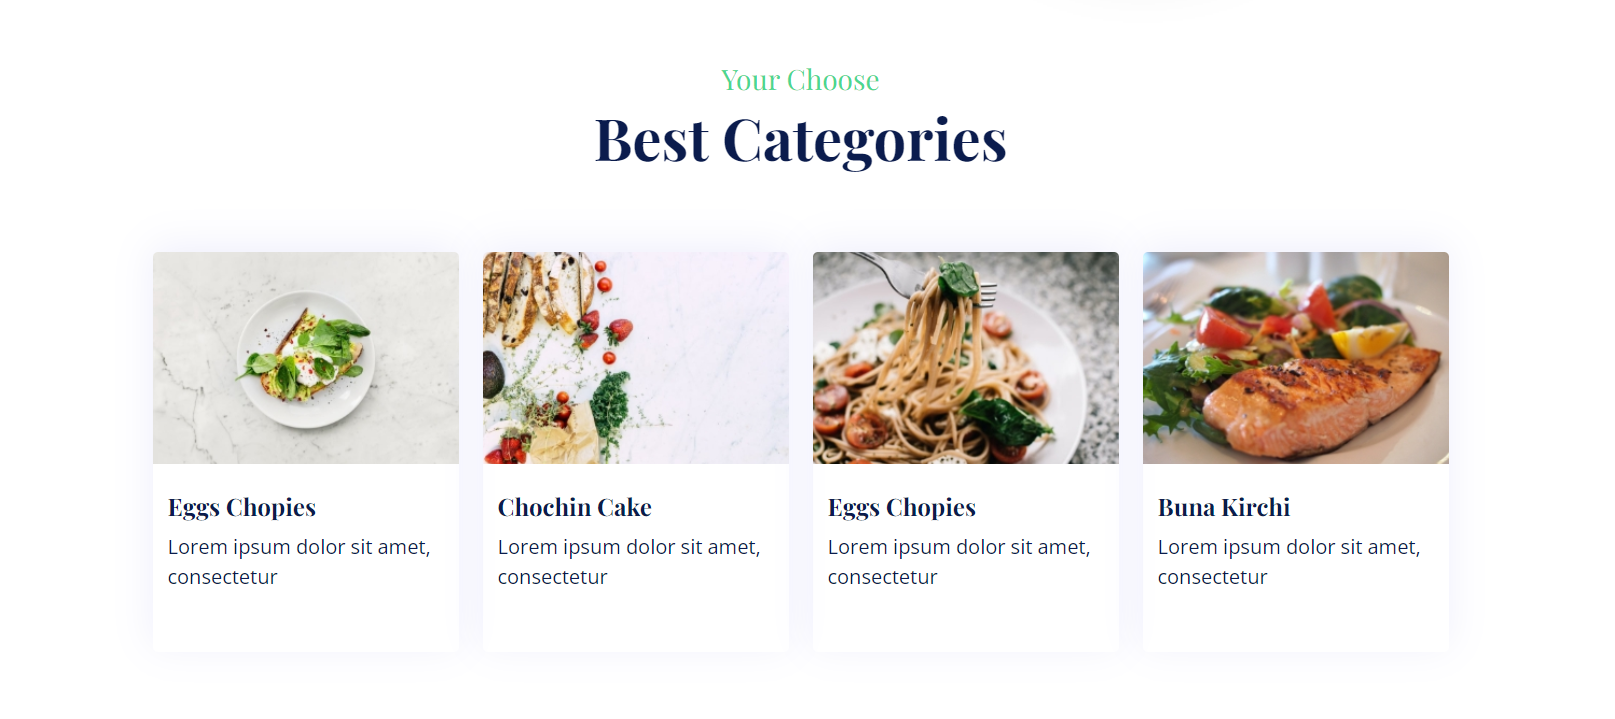 Your Choose
Best Categories
Eggs Chopies
Lorem ipsum dolor sit amet,
consectetur
Chochin Cake
Lorem ipsum dolor sit amet,
consectetur
Eggs Chopies
Lorem ipsum dolor sit amet,
consectetur
Buna Kirchi
Lorem ipsum dolor sit amet,
consectetur